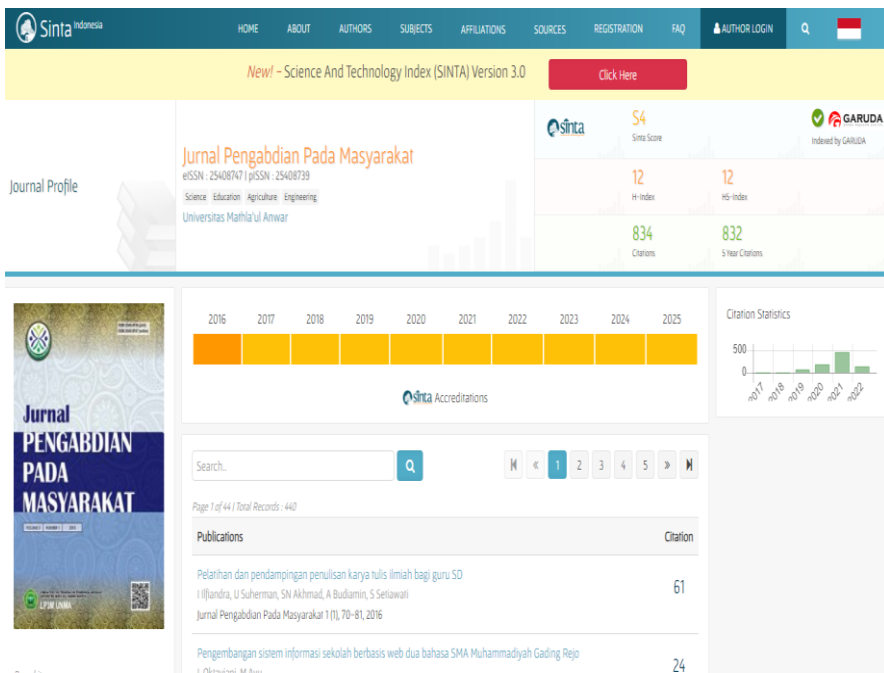 Sinta Indonesia
HOME ABOUT AUTHORS SUBJECTS AFFILIATIONS SOURCES REGISTRATION FAQ AUTHOR LOGIN
New! – Science And Technology Index (SINTA) Version 3.0 Click Here
Journal Profile
Jurnal Pengabdian Pada Masyarakat
eISSN : 25408747 | pISSN : 25408739
Science Education Agriculture Engineering
Universitas Mathla'ul Anwar
sinta
S4
Sinta Score
GARUDA
Indexed by GARUDA
12 12
H-Index H5-Index
834 832
Citations 5 Year Citations
Jurnal
PENGABDIAN
PADA
MASYARAKAT
LPPM UNMA
2016 2017 2018 2019 2020 2021 2022 2023 2024 2025
sinta Accreditations
Citation Statistics
500
0
2017 2018 2019 2020 2021 2022
Search..
« 1 2 3 4 5 »
Page 1 of 44 | Total Records : 440
Publications Citation
Pelatihan dan pendampingan penulisan karya tulis ilmiah bagi guru SD
I Ilfiandra, U Suherman, SN Akhmad, A Budiamin, S Setiawati
Jurnal Pengabdian Pada Masyarakat 1 (1), 70-81, 2016
61
Pengembangan sistem informasi sekolah berbasis web dua bahasa SMA Muhammadiyah Gading Rejo
24